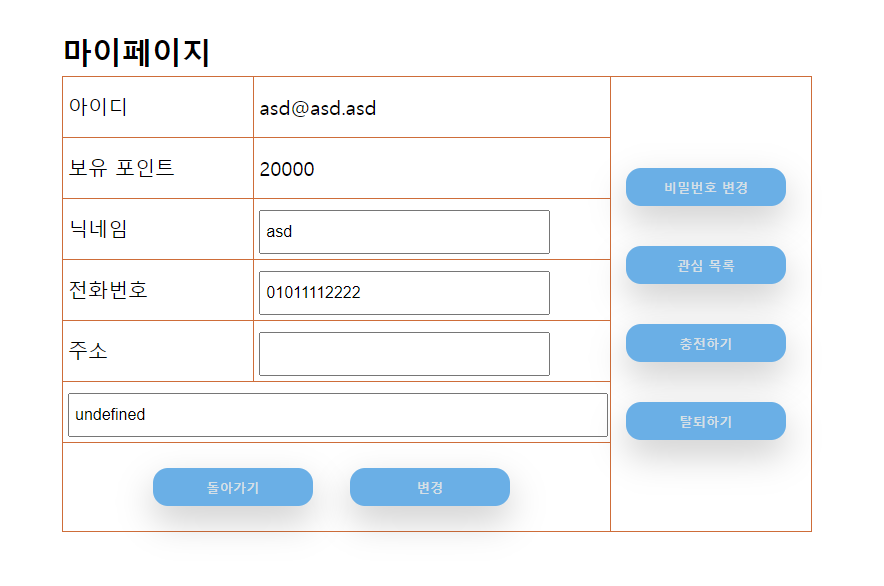 마이페이지
아이디 asd@asd.asd
보유 포인트 20000
닉네임 asd
전화번호 01011112222
주소
undefined
돌아가기 변경
비밀번호 변경
관심 목록
충전하기
탈퇴하기